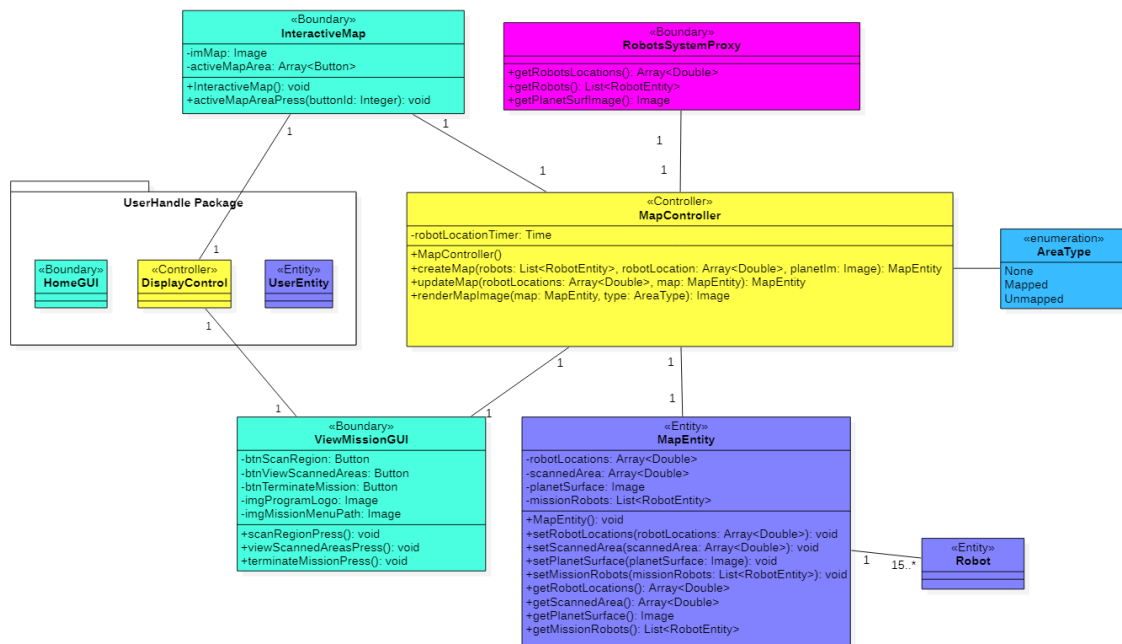 «Boundary»
InteractiveMap
-imMap: Image
-activeMapArea: Array<Button>
+InteractiveMap(): void
+activeMapAreaPress(buttonId: Integer): void
«Boundary»
RobotsSystemProxy
+getRobotsLocations(): Array<Double>
+getRobots(): List<RobotEntity>
+getPlanetSurfImage(): Image
1
1
1
1
1
UserHandle Package
1
«Boundary»
HomeGUI
«Controller»
DisplayControl
«Entity»
UserEntity
«Controller»
MapController
-robotLocationTimer: Time
+MapController()
+createMap(robots: List<RobotEntity>, robotLocation: Array<Double>, planetIm: Image): MapEntity
+updateMap(robotLocations: Array<Double>, map: MapEntity): MapEntity
+renderMapImage(map: MapEntity, type: AreaType): Image
«enumeration»
AreaType
None
Mapped
Unmapped
1
1
1
1
1
1
«Boundary»
ViewMissionGUI
-btnScanRegion: Button
-btnViewScannedAreas: Button
-btnTerminateMission: Button
-imgProgramLogo: Image
-imgMissionMenuPath: Image
+scanRegionPress(): void
+viewScannedAreasPress(): void
+terminateMissionPress(): void
«Entity»
MapEntity
-robotLocations: Array<Double>
-scannedArea: Array<Double>
-planetSurface: Image
-missionRobots: List<RobotEntity>
+MapEntity(): void
+setRobotLocations(robotLocations: Array<Double>): void
+setScannedArea(scannedArea: Array<Double>): void
+setPlanetSurface(planetSurface: Image): void
+setMissionRobots(missionRobots: List<RobotEntity>): void
+getRobotLocations(): Array<Double>
+getScannedArea(): Array<Double>
+getPlanetSurface(): Image
+getMissionRobots(): List<RobotEntity>
1
15..*
«Entity»
Robot